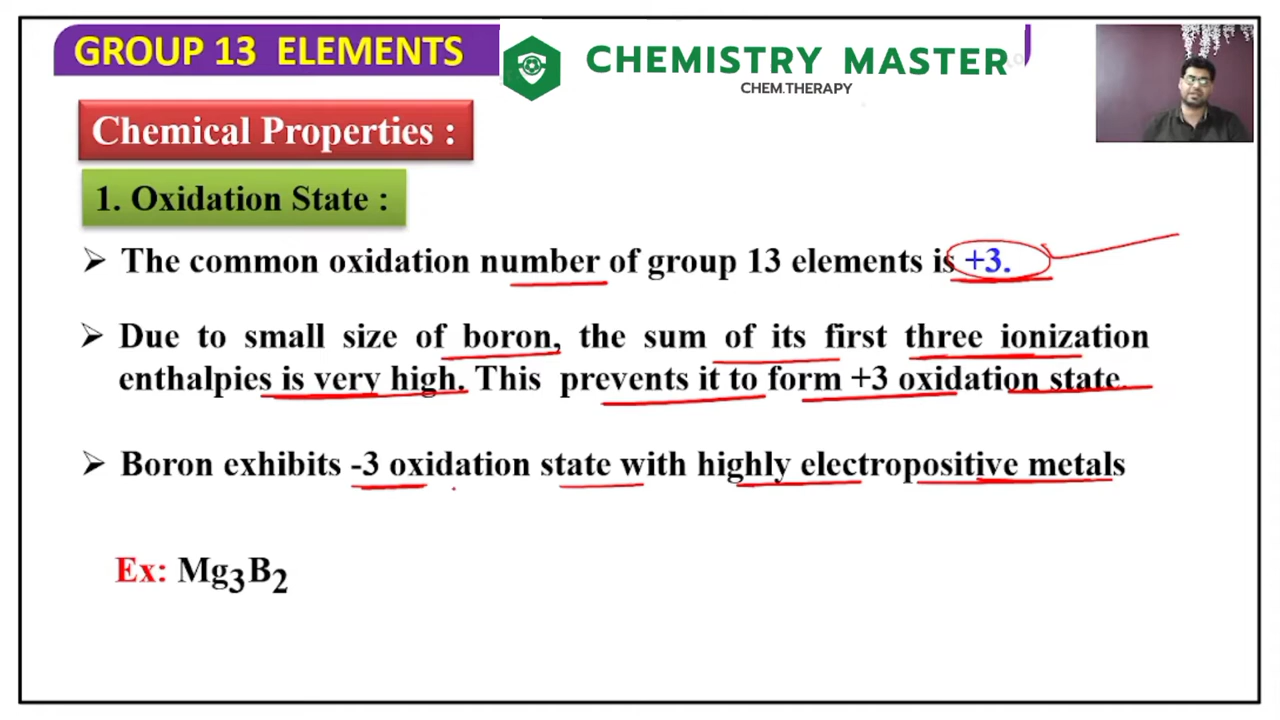 GROUP 13 ELEMENTS
CHEMISTRY MASTER
CHEM.THERAPY
Chemical Properties :
1. Oxidation State :
➢ The common oxidation number of group 13 elements is +3.
➢ Due to small size of boron, the sum of its first three ionization
enthalpies is very high. This prevents it to form +3 oxidation state
➢ Boron exhibits -3 oxidation state with highly electropositive metals
Ex: Mg₃B₂